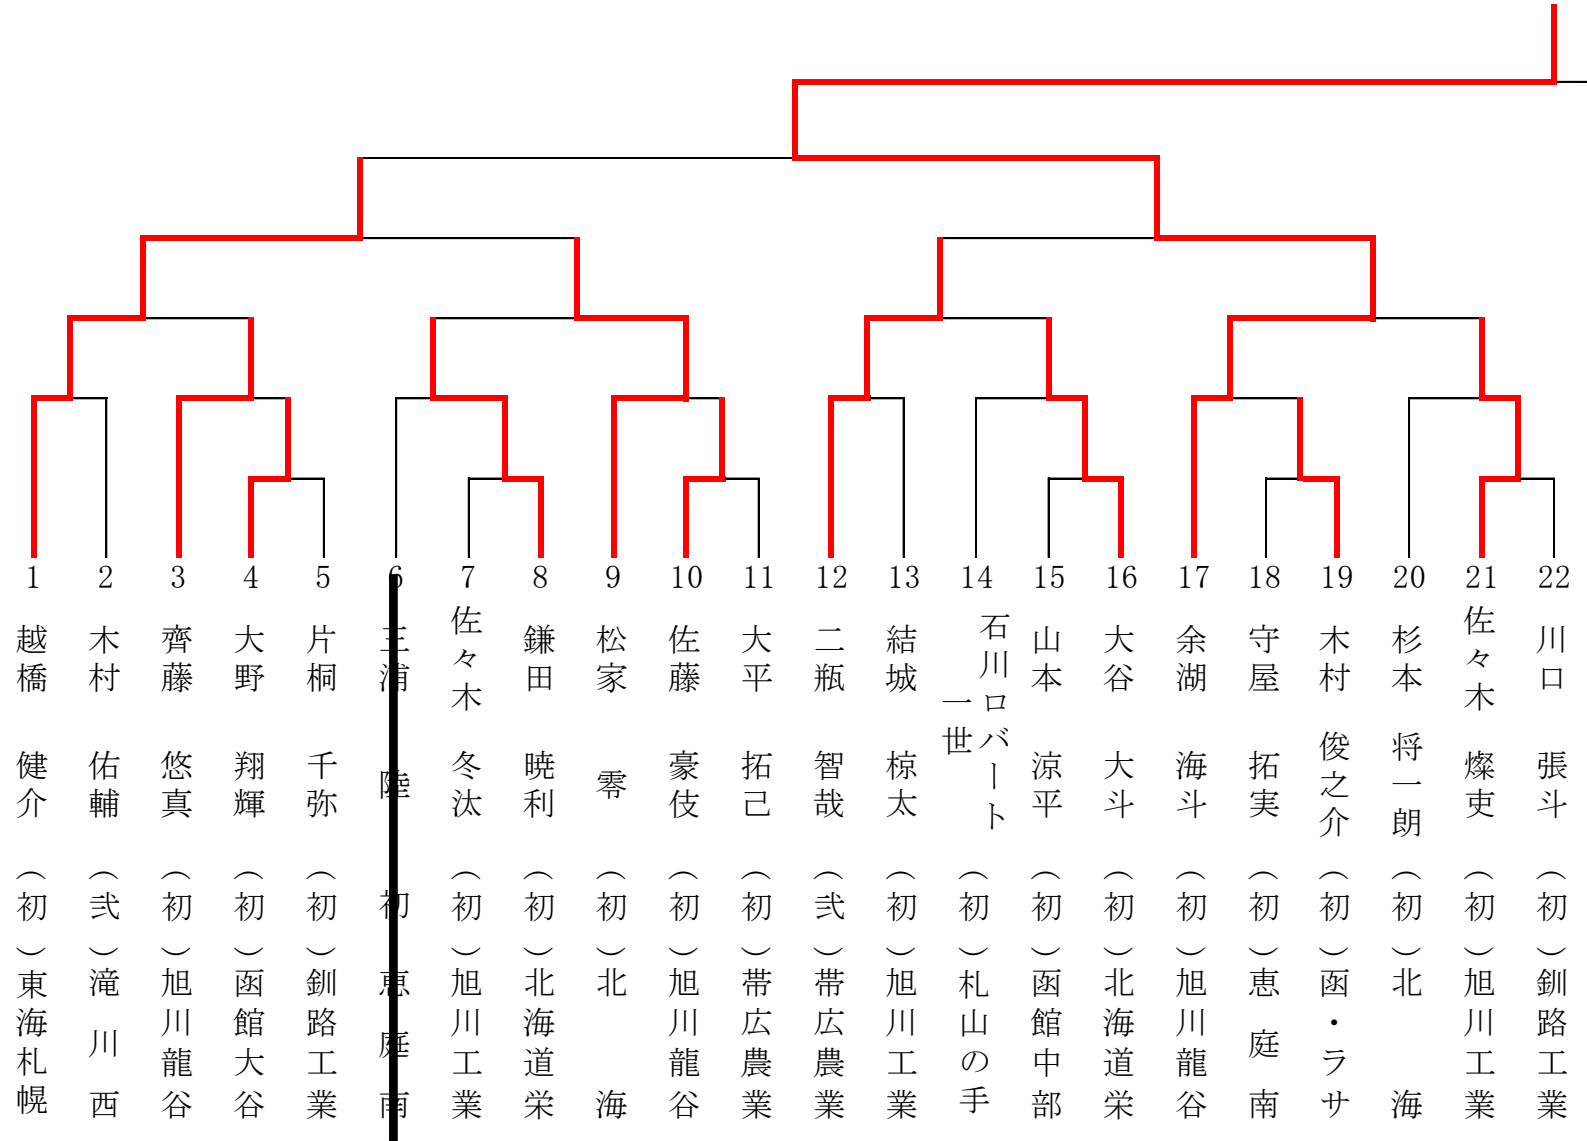 1 越橋 健介 （初）東海札幌
2 木村 佑輔 （弐）滝川西
3 齊藤 悠真 （初）旭川龍谷
4 大野 翔輝 （初）函館大谷
5 片桐 千弥 （初）釧路工業
6 三浦 陸 初 恵庭南
7 佐々木 冬汰 （初）旭川工業
8 鎌田 暁利 （初）北海道栄
9 松家 零 （初）北海
10 佐藤 豪伎 （初）旭川龍谷
11 大平 拓己 （初）帯広農業
12 二瓶 智哉 （弐）帯広農業
13 結城 椋太 （初）旭川工業
14 石川ロバート一世 （初）札山の手
15 山本 涼平 （初）函館中部
16 大谷 大斗 （初）北海道栄
17 余湖 海斗 （初）旭川龍谷
18 守屋 拓実 （初）恵庭南
19 木村 俊之介 （初）函・ラサ
20 杉本 将一朗 （初）北海
21 佐々木 燦吏 （初）旭川工業
22 川口 張斗 （初）釧路工業